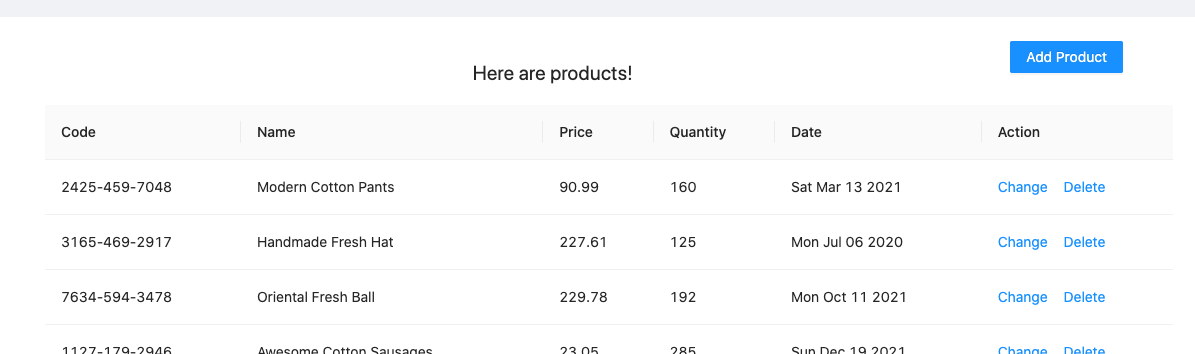 Add Product
Here are products!
Code Name Price Quantity Date Action
2425-459-7048 Modern Cotton Pants 90.99 160 Sat Mar 13 2021 Change Delete
3165-469-2917 Handmade Fresh Hat 227.61 125 Mon Jul 06 2020 Change Delete
7634-594-3478 Oriental Fresh Ball 229.78 192 Mon Oct 11 2021 Change Delete
1127-179-2946 Awesome Cotton Sausages 23.05 285 Sun Dec 19 2021 Change Delete